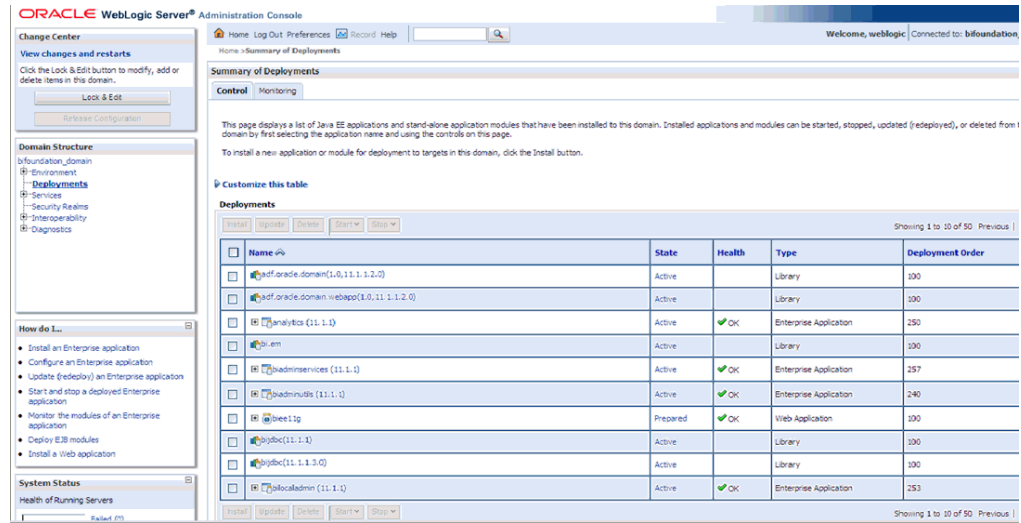 ORACLE WebLogic Server® Administration Console
Change Center
View changes and restarts
Click the Lock & Edit button to modify, add or
delete items in this domain.
Lock & Edit
Release Configuration
Domain Structure
bifoundation_domain
Environment
Deployments
Services
Security Realms
Interoperability
Diagnostics
How do I...
Install an Enterprise application
Configure an Enterprise application
Update (redeploy) an Enterprise application
Start and stop a deployed Enterprise
application
Monitor the modules of an Enterprise
application
Deploy EJB modules
Install a Web application
System Status
Health of Running Servers
Failed (0)
Home Log Out Preferences Record Help
Welcome, weblogic Connected to: bifoundation_
Home >Summary of Deployments
Summary of Deployments
Control Monitoring
This page displays a list of Java EE applications and stand-alone application modules that have been installed to this domain. Installed applications and modules can be started, stopped, updated (redeployed), or deleted from
domain by first selecting the application name and using the controls on this page.
To install a new application or module for deployment to targets in this domain, click the Install button.
Customize this table
Deployments
Install Update Delete Start Stop Showing 1 to 10 of 50 Previous |
Name State Health Type Deployment Order
adf.oracle.domain(1.0,11.1.1.2.0) Active Library 100
adf.oracle.domain.webapp(1.0,11.1.1.2.0) Active Library 100
analytics (11.1.1) Active OK Enterprise Application 250
bi.em Active Library 100
biadminservices (11.1.1) Active OK Enterprise Application 257
biadminutils (11.1.1) Active OK Enterprise Application 240
biee11g Prepared OK Web Application 100
bijdbc(11.1.1) Active Library 100
bijdbc(11.1.1.3.0) Active Library 100
bilocaladmin (11.1.1) Active OK Enterprise Application 253
Install Update Delete Start Stop Showing 1 to 10 of 50 Previous |